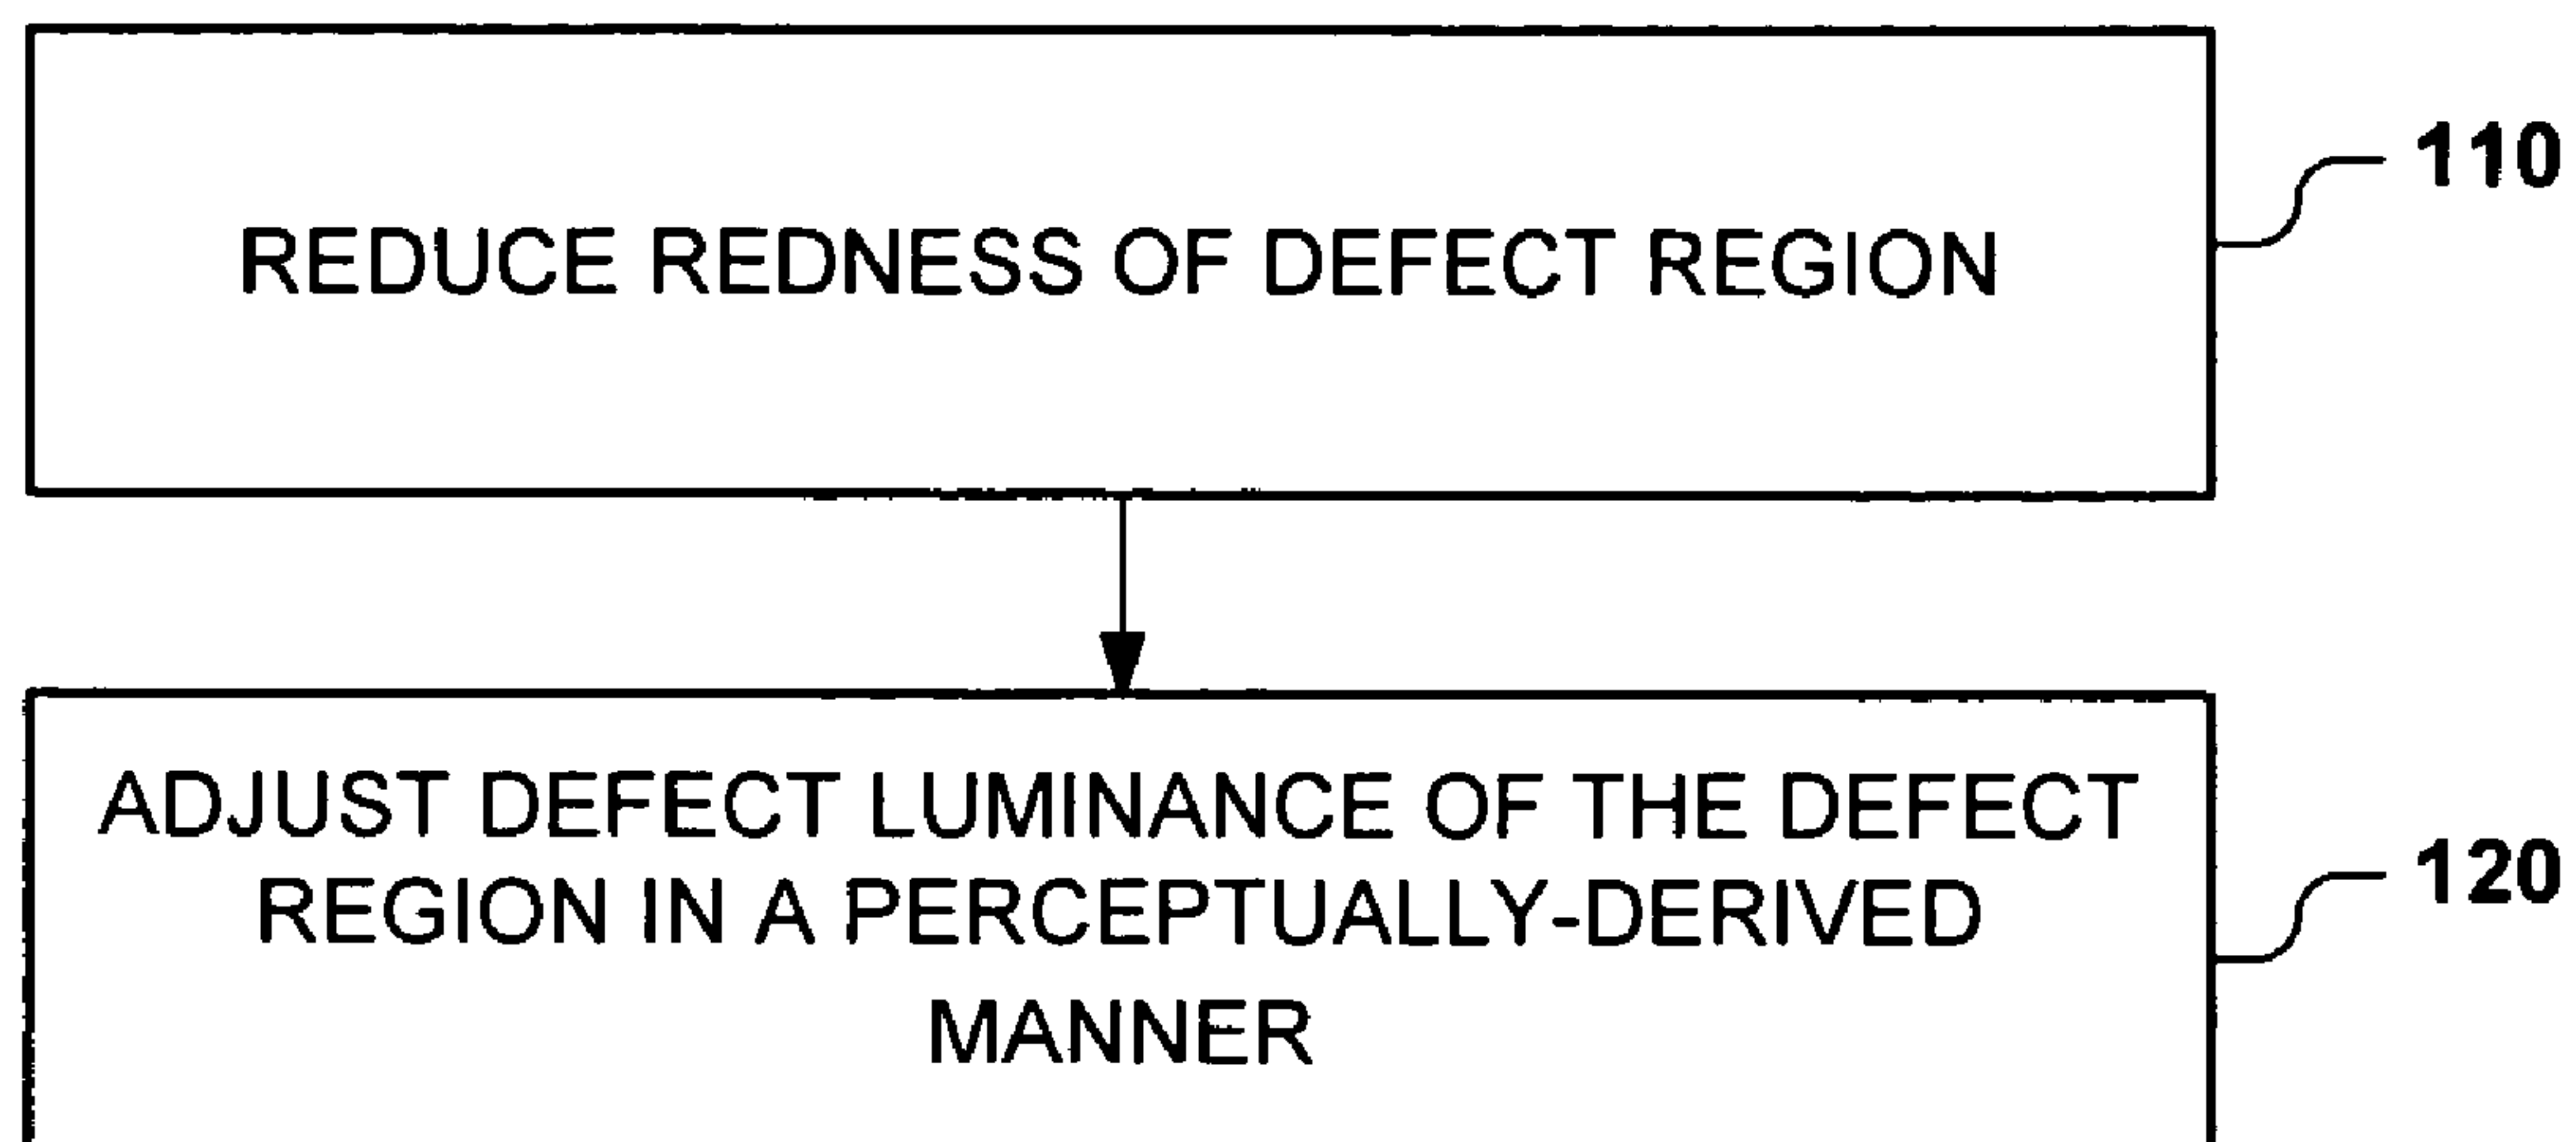 110
REDUCE REDNESS OF DEFECT REGION
ADJUST DEFECT LUMINANCE OF THE DEFECT
REGION IN A PERCEPTUALLY-DERIVED
MANNER
120